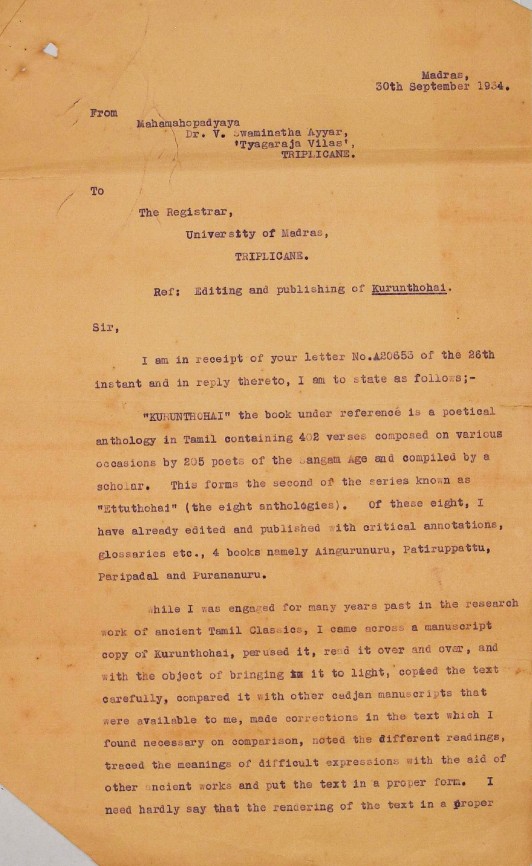 Madras,
30th September 1934.
From
Mahamahopadyaya
Dr. V. Swaminatha Ayyar,
'Tyagaraja Vilas',
TRIPLICANE.
To
The Registrar,
University of Madras,
TRIPLICANE.
Ref: Editing and publishing of Kurunthohai.
Sir,
I am in receipt of your letter No.A20653 of the 26th
instant and in reply thereto, I am to state as follows;-
"KURUNTHOHAI" the book under reference is a poetical
anthology in Tamil containing 402 verses composed on various
occasions by 205 poets of the Sangam Age and compiled by a
scholar. This forms the second of the series known as
"Ettuthohai" (the eight anthologies). Of these eight, I
have already edited and published with critical annotations,
glossaries etc., 4 books namely Aingurunuru, Patiruppattu,
Paripadal and Purananuru.
While I was engaged for many years past in the research
work of ancient Tamil Classics, I came across a manuscript
copy of Kurunthohai, perused it, read it over and over, and
with the object of bringing it to light, copied the text
carefully, compared it with other cadjan manuscripts that
were available to me, made corrections in the text which I
found necessary on comparison, noted the different readings,
traced the meanings of difficult expressions with the aid of
other ancient works and put the text in a proper form. I
need hardly say that the rendering of the text in a proper